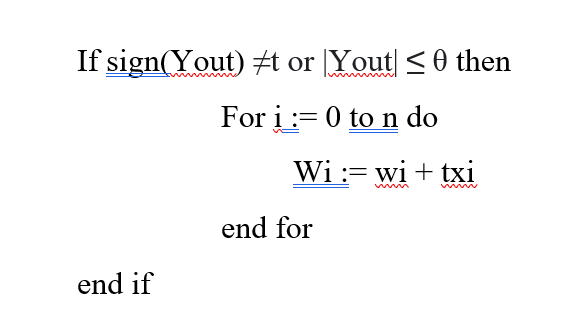 If sign(Yout) ≠t or |Yout| ≤ θ then
For i := 0 to n do
Wi := wi + txi
end for
end if